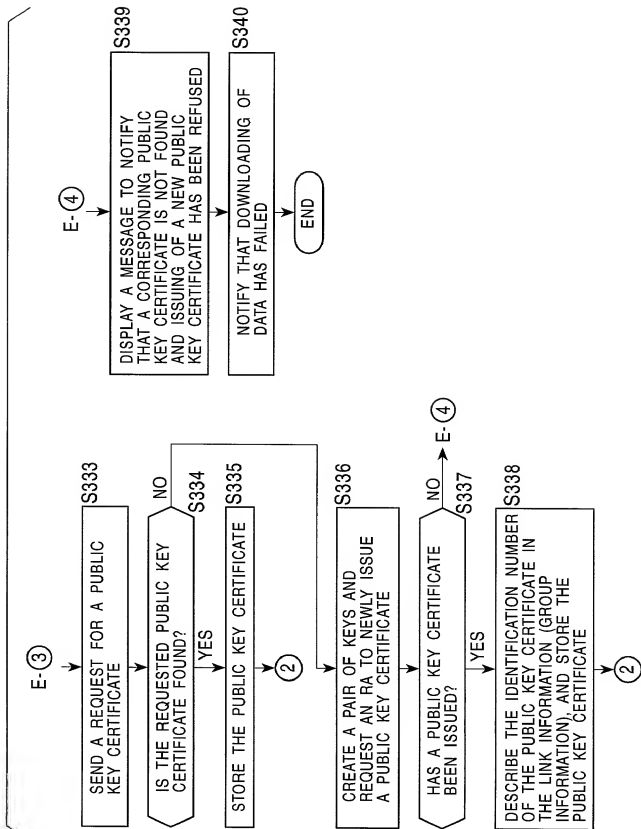 E-③
SEND A REQUEST FOR A PUBLIC
KEY CERTIFICATE
S333
IS THE REQUESTED PUBLIC KEY
CERTIFICATE FOUND?
NO
S334
YES
STORE THE PUBLIC KEY CERTIFICATE
S335
②
CREATE A PAIR OF KEYS AND
REQUEST AN RA TO NEWLY ISSUE
A PUBLIC KEY CERTIFICATE
S336
HAS A PUBLIC KEY CERTIFICATE
BEEN ISSUED?
NO
E-④
S337
YES
DESCRIBE THE IDENTIFICATION NUMBER
OF THE PUBLIC KEY CERTIFICATE IN
THE LINK INFORMATION (GROUP
INFORMATION), AND STORE THE
PUBLIC KEY CERTIFICATE
S338
②
E-④
DISPLAY A MESSAGE TO NOTIFY
THAT A CORRESPONDING PUBLIC
KEY CERTIFICATE IS NOT FOUND
AND ISSUING OF A NEW PUBLIC
KEY CERTIFICATE HAS BEEN REFUSED
S339
NOTIFY THAT DOWNLOADING OF
DATA HAS FAILED
S340
END